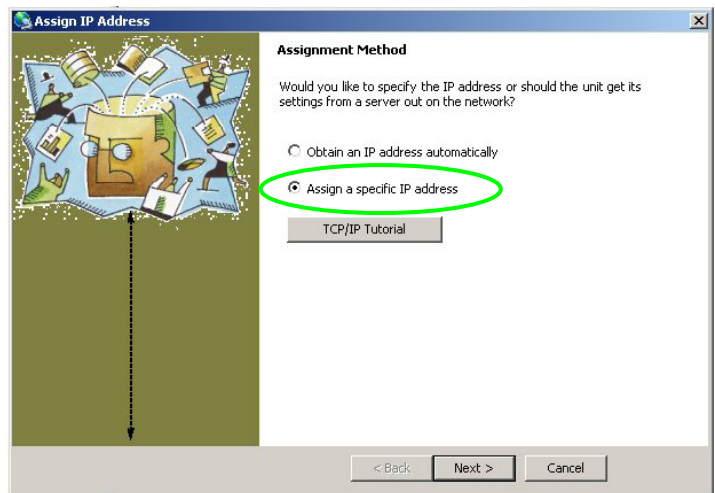 Assign IP Address
Assignment Method
Would you like to specify the IP address or should the unit get its
settings from a server out on the network?
Obtain an IP address automatically
Assign a specific IP address
TCP/IP Tutorial
< Back
Next >
Cancel